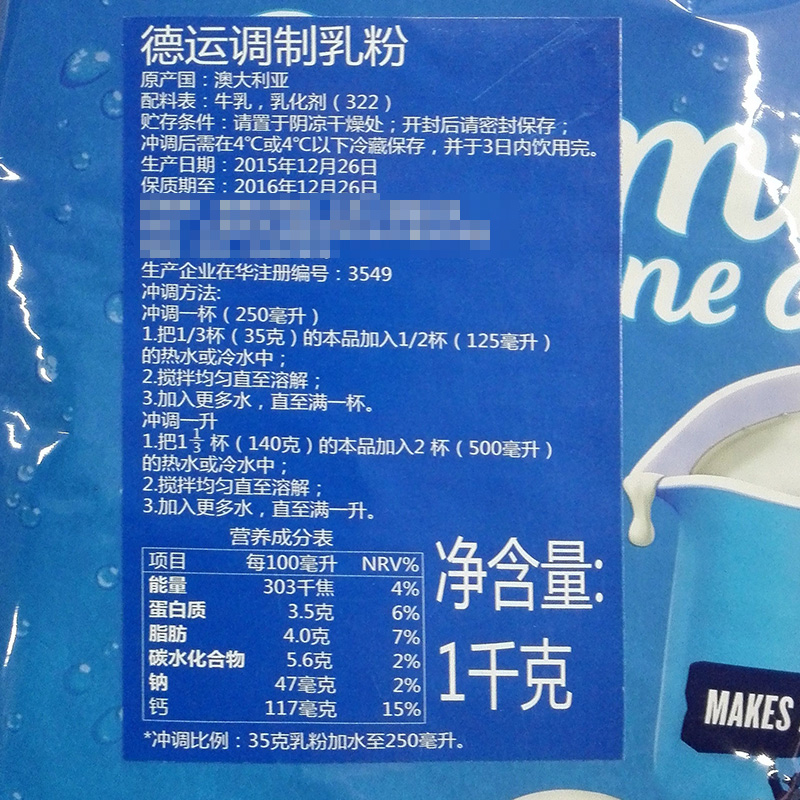 德运调制乳粉
原产国：澳大利亚
配料表：牛乳，乳化剂（322）
贮存条件：请置于阴凉干燥处；开封后请密封保存；
冲调后需在4℃或4℃以下冷藏保存，并于3日内饮用完。
生产日期：2015年12月26日
保质期至：2016年12月26日
生产企业在华注册编号：3549
冲调方法:
冲调一杯（250毫升）
1.把1/3杯（35克）的本品加入1/2杯（125毫升）
的热水或冷水中；
2.搅拌均匀直至溶解；
3.加入更多水，直至满一杯。
冲调一升
1.把1 1/3 杯（140克）的本品加入2 杯（500毫升）
的热水或冷水中；
2.搅拌均匀直至溶解；
3.加入更多水，直至满一升。
营养成分表
项目 每100毫升 NRV%
能量 303千焦 4%
蛋白质 3.5克 6%
脂肪 4.0克 7%
碳水化合物 5.6克 2%
钠 47毫克 2%
钙 117毫克 15%
*冲调比例：35克乳粉加水至250毫升。
净含量:
1千克
ne
MAKES